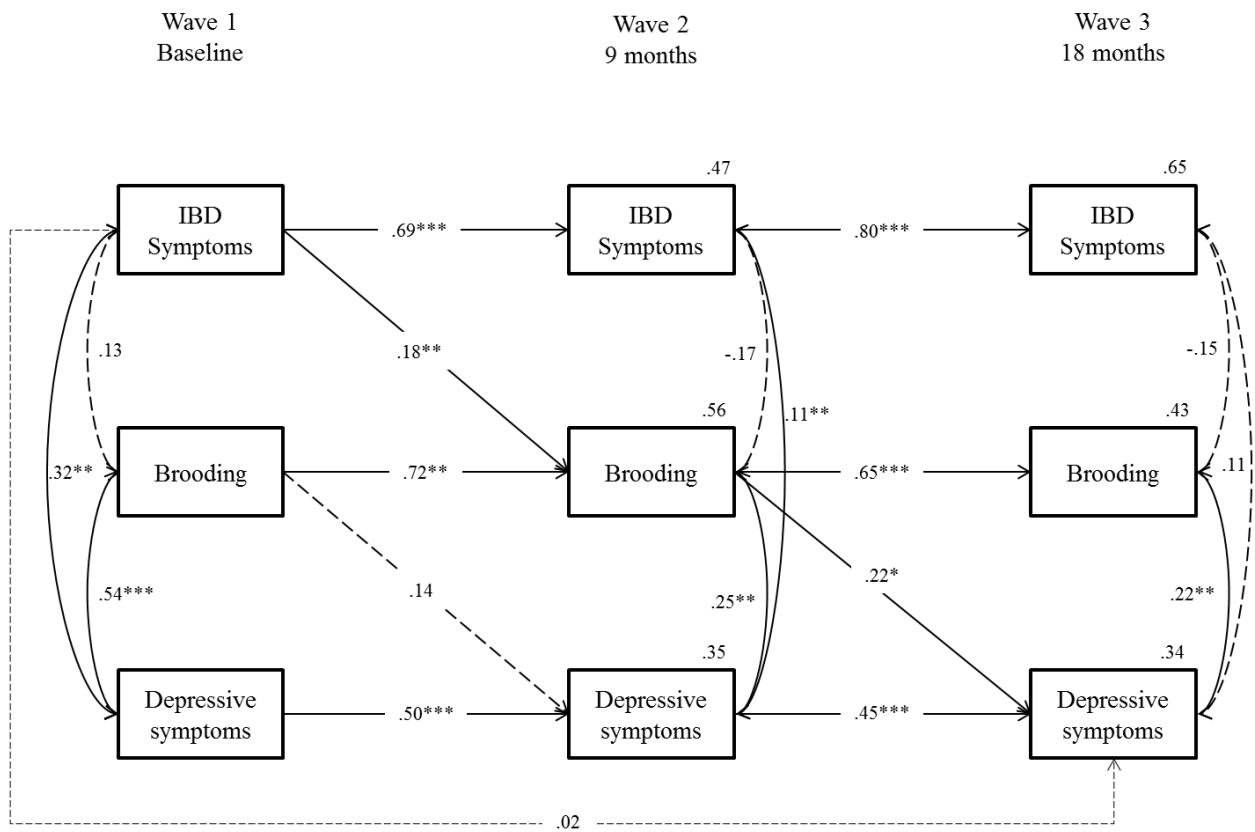 Wave 1
Baseline
Wave 2
9 months
Wave 3
18 months
.47
.65
IBD
Symptoms
.69***
IBD
Symptoms
.80***
IBD
Symptoms
.13
.18**
-.17
-.15
.56
.43
.11**
.32**
Brooding
.72**
Brooding
.65***
Brooding
.11
.54***
.14
.25**
.22*
.22**
.35
.34
Depressive
symptoms
.50***
Depressive
symptoms
.45***
Depressive
symptoms
.02